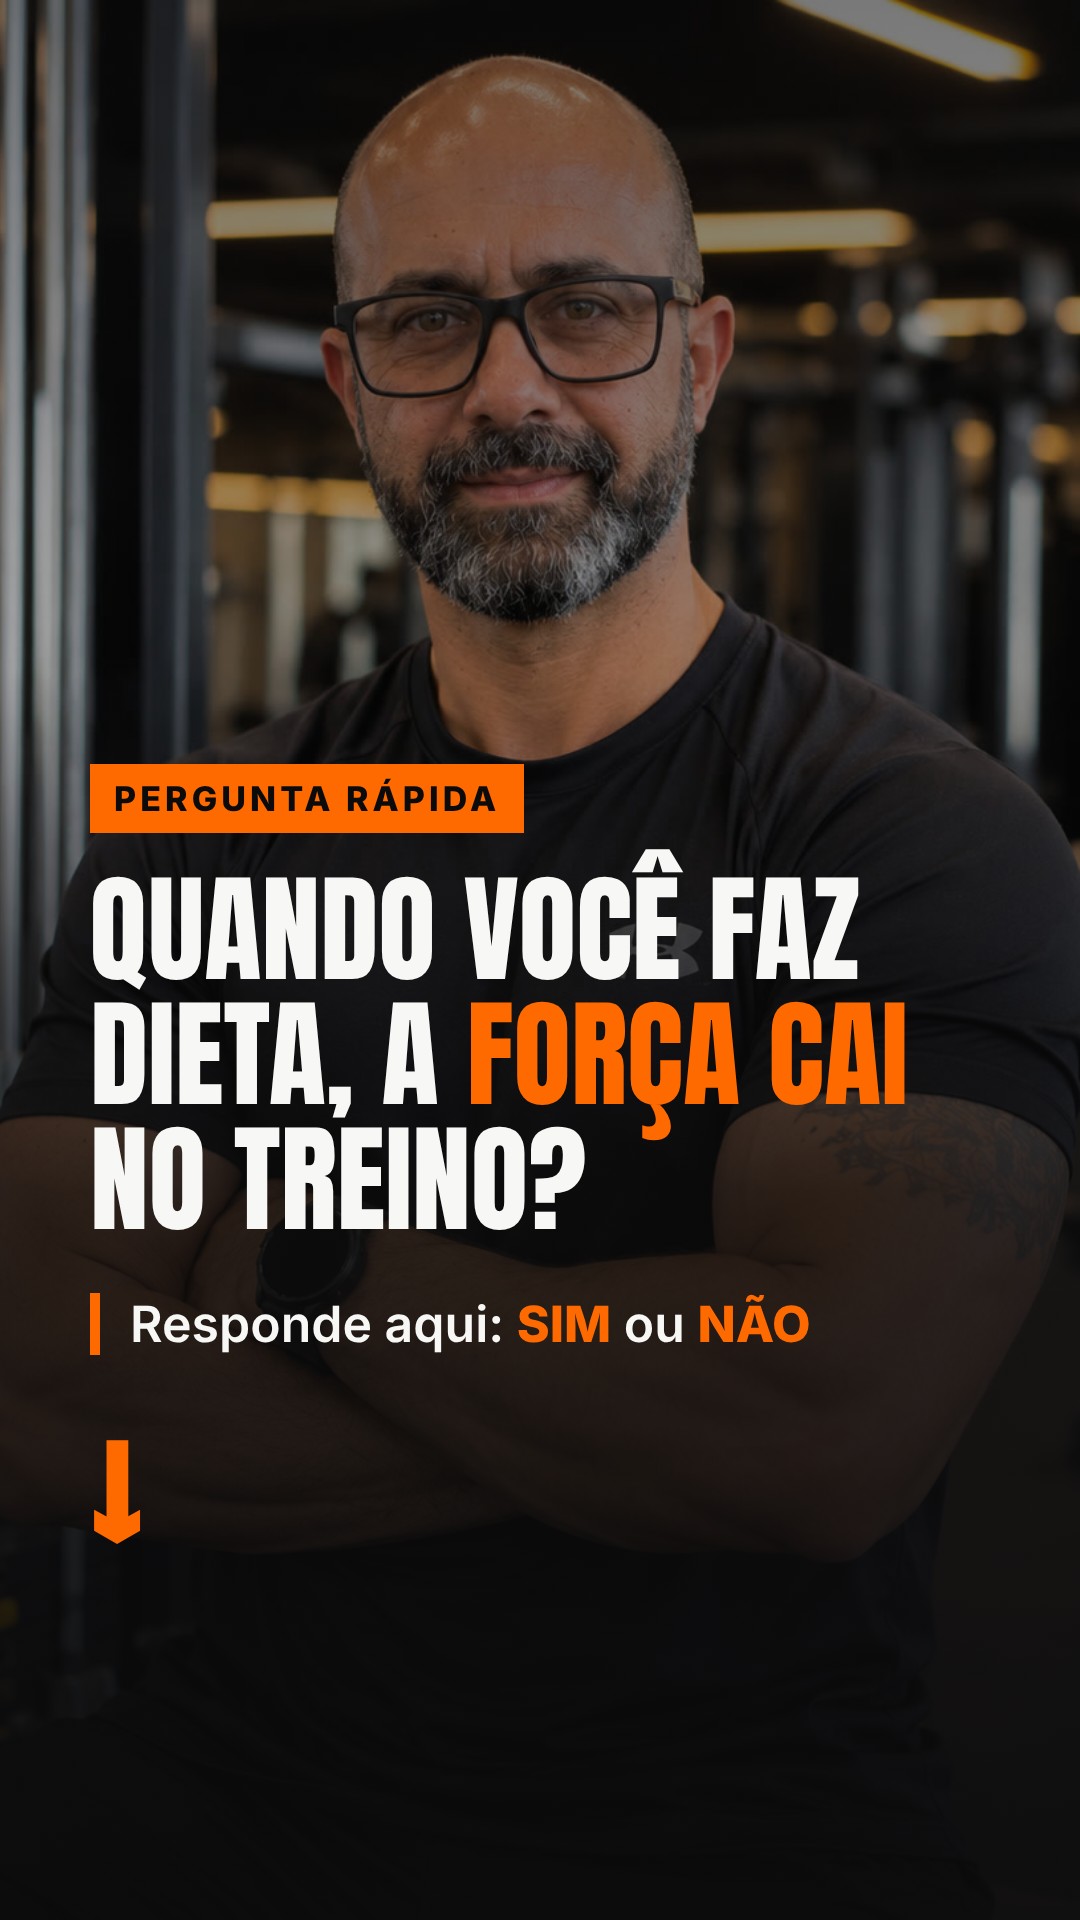 PERGUNTA RÁPIDA
QUANDO VOCÊ FAZ
DIETA, A FORÇA CAI
NO TREINO?
Responde aqui: SIM ou NÃO